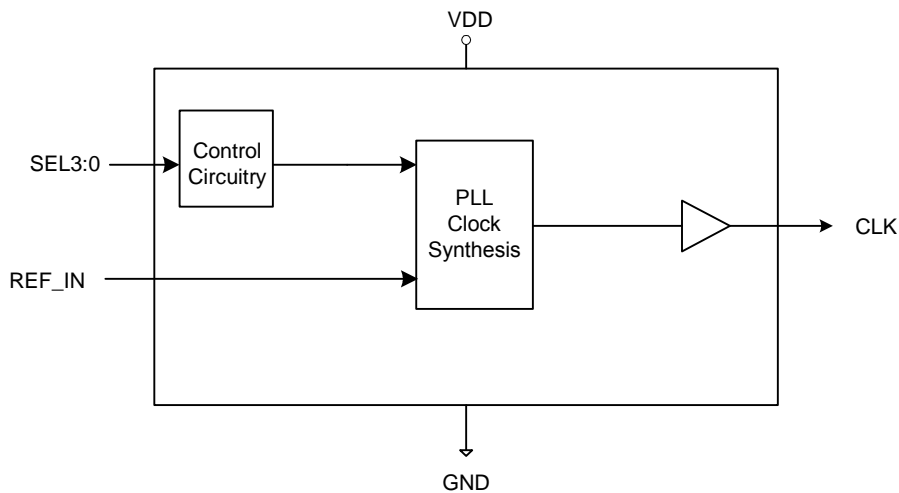 VDD
SEL3:0
Control
Circuitry
PLL
Clock
Synthesis
CLK
REF_IN
GND